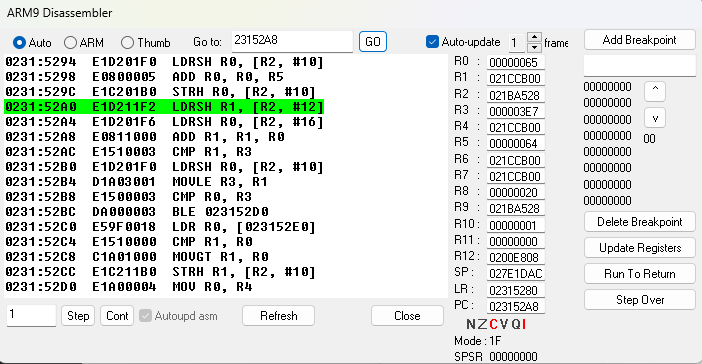 ARM9 Disassembler
Auto ARM Thumb Go to: 23152A8 GO Auto-update 1 frame Add Breakpoint
0231:5294 E1D201F0 LDRSH R0, [R2, #10]
0231:5298 E0800005 ADD R0, R0, R5
0231:529C E1C201B0 STRH R0, [R2, #10]
0231:52A0 E1D211F2 LDRSH R1, [R2, #12]
0231:52A4 E1D201F6 LDRSH R0, [R2, #16]
0231:52A8 E0811000 ADD R1, R1, R0
0231:52AC E1510003 CMP R1, R3
0231:52B0 E1D201F0 LDRSH R0, [R2, #10]
0231:52B4 D1A03001 MOVLE R3, R1
0231:52B8 E1500003 CMP R0, R3
0231:52BC DA000003 BLE 023152D0
0231:52C0 E59F0018 LDR R0, [023152E0]
0231:52C4 E1510000 CMP R1, R0
0231:52C8 C1A01000 MOVGT R1, R0
0231:52CC E1C211B0 STRH R1, [R2, #10]
0231:52D0 E1A00004 MOV R0, R4
R0 : 00000065
R1 : 021CCB00
R2 : 021BA528
R3 : 000003E7
R4 : 021CCB00
R5 : 00000064
R6 : 021CCB00
R7 : 021CCB00
R8 : 00000020
R9 : 021BA528
R10 : 00000001
R11 : 00000000
R12 : 0200E808
SP : 027E1DAC
LR : 02315280
PC : 023152A8
NZCVQI
Mode : 1F
SPSR 00000000
00000000 ^
00000000
00000000 v
00000000 00
00000000
00000000
00000000
00000000
Delete Breakpoint
Update Registers
Run To Return
Step Over
1 Step Cont Autoupd asm Refresh Close